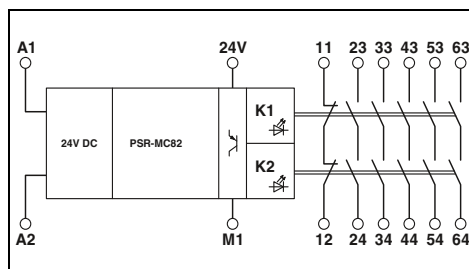 A1 24V 11 23 33 43 53 63
24V DC PSR-MC82 K1
K2
A2 M1 12 24 34 44 54 64